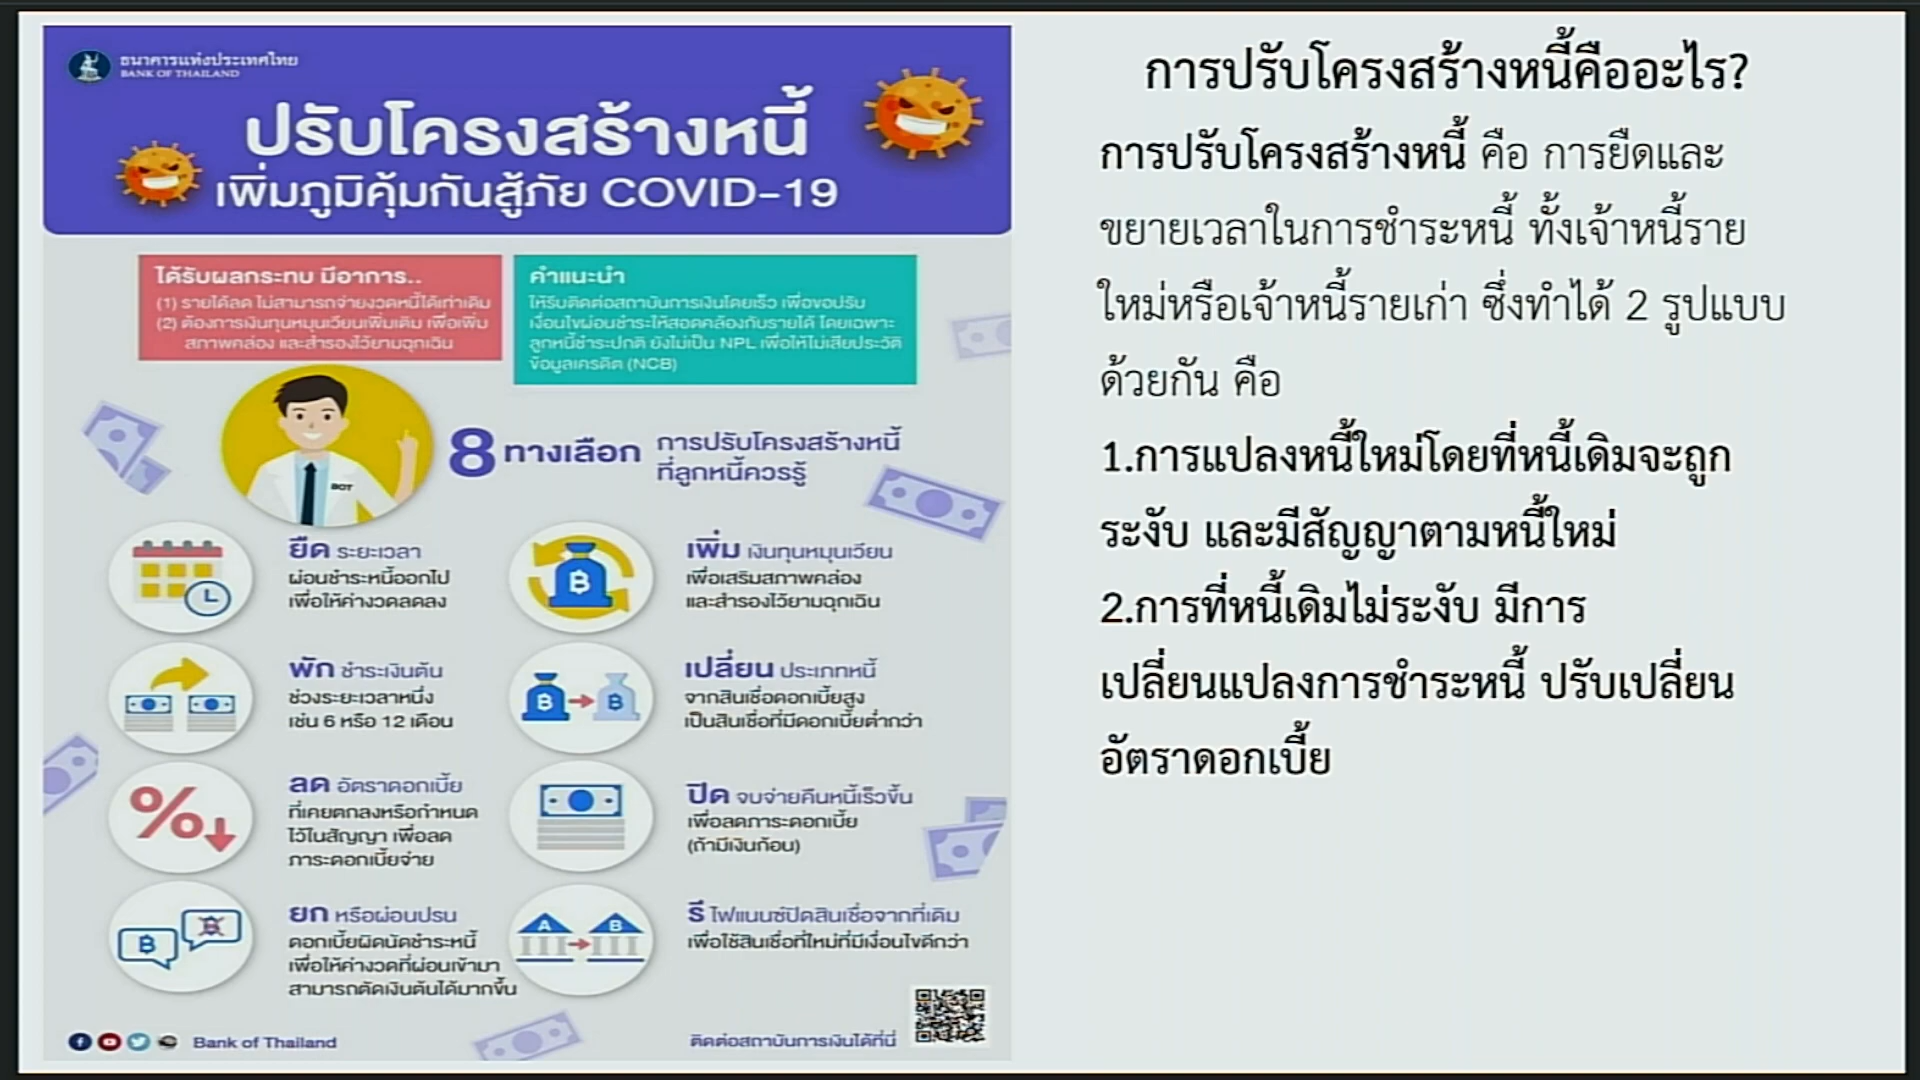 ธนาคารแห่งประเทศไทย
BANK OF THAILAND
ปรับโครงสร้างหนี้
เพิ่มภูมิคุ้มกันสู้ภัย COVID-19
ได้รับผลกระทบ มีอาการ..
(1) รายได้ลด ไม่สามารถจ่ายงวดหนี้ได้เท่าเดิม
(2) ต้องการเงินทุนหมุนเวียนเพิ่มเติม เพื่อเพิ่ม
สภาพคล่อง และสำรองไว้ยามฉุกเฉิน
คำแนะนำ
ให้รีบติดต่อสถาบันการเงินโดยเร็ว เพื่อขอปรับ
เงื่อนไขผ่อนชำระให้สอดคล้องกับรายได้ โดยเฉพาะ
ลูกหนี้ชำระปกติ ยังไม่เป็น NPL เพื่อให้ไม่เสียประวัติ
ข้อมูลเครดิต (NCB)
BOT
8 ทางเลือก การปรับโครงสร้างหนี้
ที่ลูกหนี้ควรรู้
ยืด ระยะเวลา
ผ่อนชำระหนี้ออกไป
เพื่อให้ค่างวดลดลง
เพิ่ม เงินทุนหมุนเวียน
เพื่อเสริมสภาพคล่อง
และสำรองไว้ยามฉุกเฉิน
พัก ชำระเงินต้น
ช่วงระยะเวลาหนึ่ง
เช่น 6 หรือ 12 เดือน
เปลี่ยน ประเภทหนี้
จากสินเชื่อดอกเบี้ยสูง
เป็นสินเชื่อที่มีดอกเบี้ยต่ำกว่า
ลด อัตราดอกเบี้ย
ที่เคยตกลงหรือกำหนด
ไว้ในสัญญา เพื่อลด
ภาระดอกเบี้ยจ่าย
ปิด จบจ่ายคืนหนี้เร็วขึ้น
เพื่อลดภาระดอกเบี้ย
(ถ้ามีเงินก้อน)
ยก หรือผ่อนปรน
ดอกเบี้ยผิดนัดชำระหนี้
เพื่อให้ค่างวดที่ผ่อนเข้ามา
สามารถตัดเงินต้นได้มากขึ้น
A B
รี ไฟแนนซ์ปิดสินเชื่อจากที่เดิม
เพื่อใช้สินเชื่อที่ใหม่ที่มีเงื่อนไขดีกว่า
Bank of Thailand
ติดต่อสถาบันการเงินได้ที่นี่
การปรับโครงสร้างหนี้คืออะไร?
การปรับโครงสร้างหนี้ คือ การยืดและ
ขยายเวลาในการชำระหนี้ ทั้งเจ้าหนี้ราย
ใหม่หรือเจ้าหนี้รายเก่า ซึ่งทำได้ 2 รูปแบบ
ด้วยกัน คือ
1.การแปลงหนี้ใหม่โดยที่หนี้เดิมจะถูก
ระงับ และมีสัญญาตามหนี้ใหม่
2.การที่หนี้เดิมไม่ระงับ มีการ
เปลี่ยนแปลงการชำระหนี้ ปรับเปลี่ยน
อัตราดอกเบี้ย